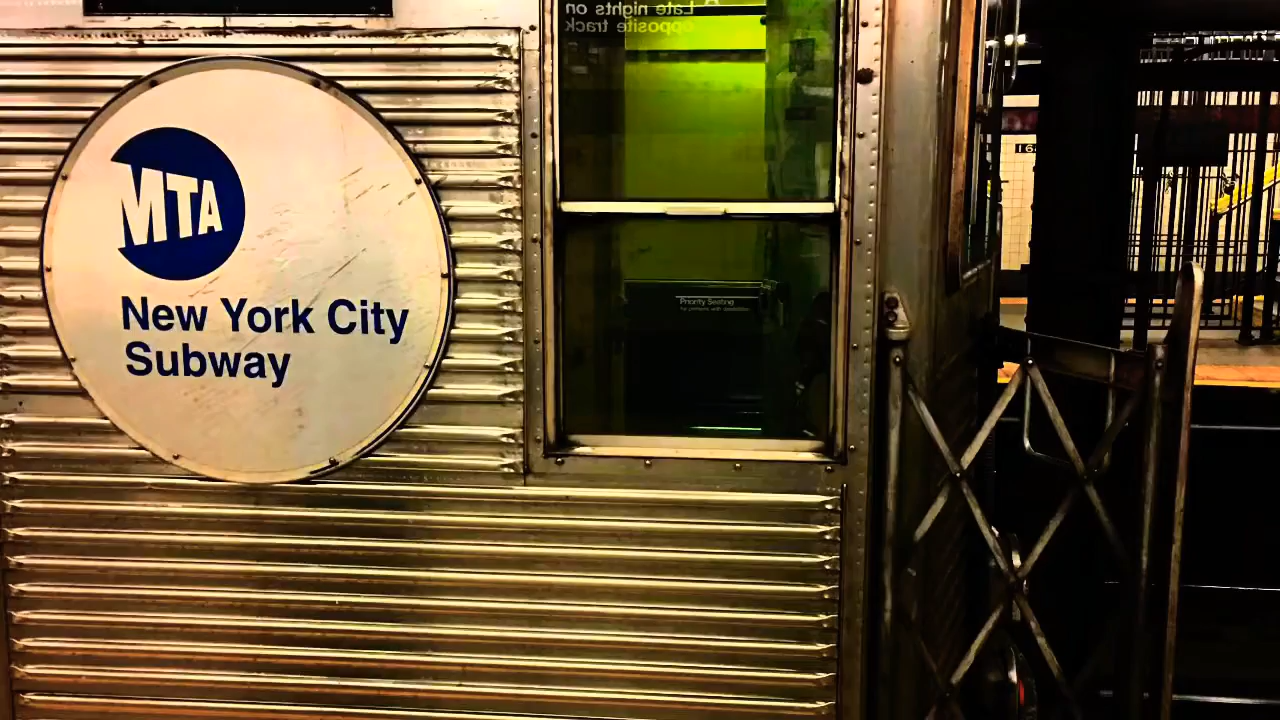 Late nights on
opposite track
MTA
New York City
Subway
Priority Seating